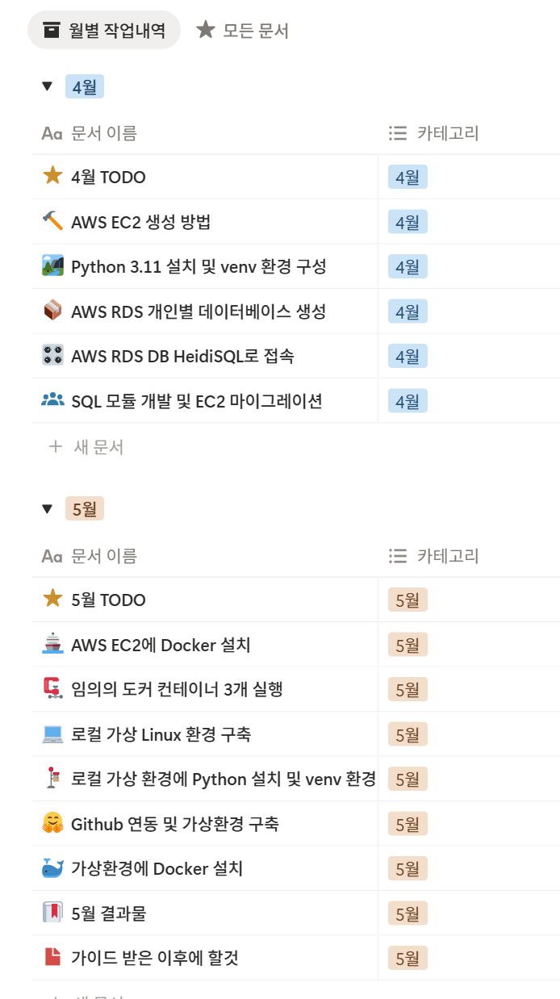 월별 작업내역 모든 문서
4월
Aa 문서 이름 카테고리
4월 TODO 4월
AWS EC2 생성 방법 4월
Python 3.11 설치 및 venv 환경 구성 4월
AWS RDS 개인별 데이터베이스 생성 4월
AWS RDS DB HeidiSQL로 접속 4월
SQL 모듈 개발 및 EC2 마이그레이션 4월
+ 새 문서
5월
Aa 문서 이름 카테고리
5월 TODO 5월
AWS EC2에 Docker 설치 5월
임의의 도커 컨테이너 3개 실행 5월
로컬 가상 Linux 환경 구축 5월
로컬 가상 환경에 Python 설치 및 venv 환경 5월
Github 연동 및 가상환경 구축 5월
가상환경에 Docker 설치 5월
5월 결과물 5월
가이드 받은 이후에 할것 5월